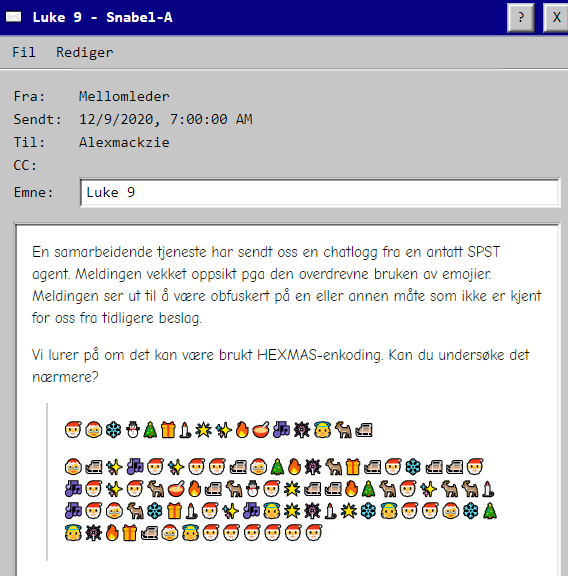 Luke 9 - Snabel-A ? X
Fil Rediger
Fra: Mellomleder
Sendt: 12/9/2020, 7:00:00 AM
Til: Alexmackzie
CC:
Emne: Luke 9
En samarbeidende tjeneste har sendt oss en chatlogg fra en antatt SPST
agent. Meldingen vekket oppsikt pga den overdrevne bruken av emojier.
Meldingen ser ut til å være obfuskert på en eller annen måte som ikke er kjent
for oss fra tidligere beslag.
Vi lurer på om det kan være brukt HEXMAS-enkoding. Kan du undersøke det
nærmere?